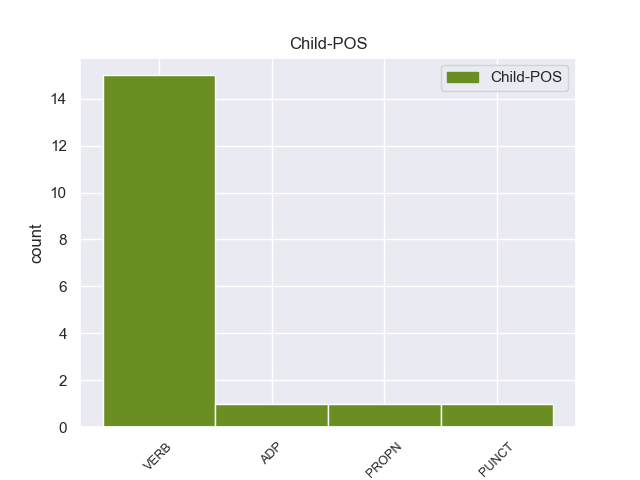 Child-POS
Child-POS
count
14
12
10
8
6
4
2
0
VERB
ADP
PROPN
PUNCT